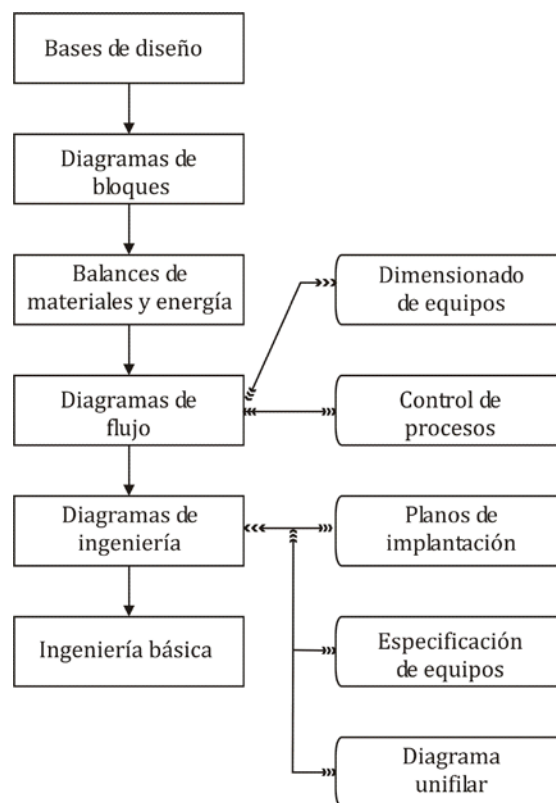 Bases de diseño
Diagramas de
bloques
Balances de
materiales y energía
Dimensionado
de equipos
Diagramas de
flujo
Control de
procesos
Diagramas de
ingeniería
Planos de
implantación
Ingeniería básica
Especificación
de equipos
Diagrama
unifilar